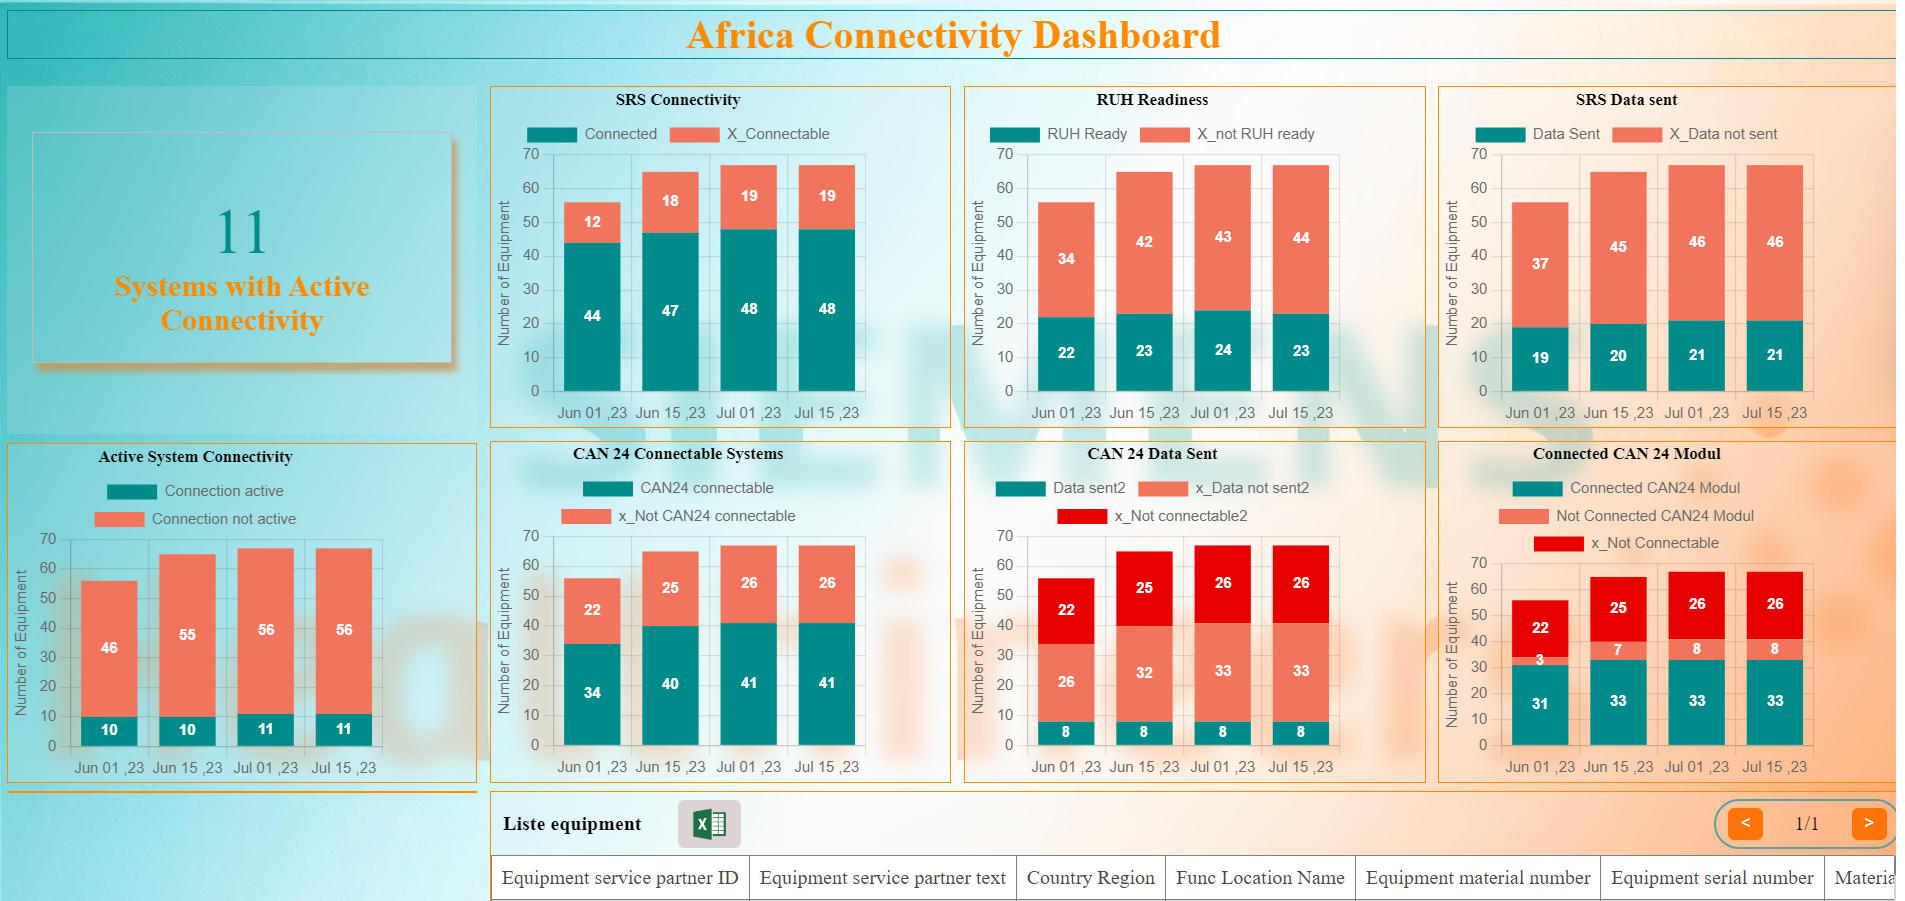 Africa Connectivity Dashboard
11
Systems with Active
Connectivity
SRS Connectivity
Connected X_Connectable
70
60
50
40
30
20
10
0
Number of Equipment
12 18 19 19
44 47 48 48
Jun 01 ,23 Jun 15 ,23 Jul 01 ,23 Jul 15 ,23
RUH Readiness
RUH Ready X_not RUH ready
70
60
50
40
30
20
10
0
Number of Equipment
34 42 43 44
22 23 24 23
Jun 01 ,23 Jun 15 ,23 Jul 01 ,23 Jul 15 ,23
SRS Data sent
Data Sent X_Data not sent
70
60
50
40
30
20
10
0
Number of Equipment
37 45 46 46
19 20 21 21
Jun 01 ,23 Jun 15 ,23 Jul 01 ,23 Jul 15 ,23
SIEMENS
Active System Connectivity
Connection active
Connection not active
70
60
50
40
30
20
10
0
Number of Equipment
46 55 56 56
10 10 11 11
Jun 01 ,23 Jun 15 ,23 Jul 01 ,23 Jul 15 ,23
CAN 24 Connectable Systems
CAN24 connectable
x_Not CAN24 connectable
70
60
50
40
30
20
10
0
Number of Equipment
22 25 26 26
34 40 41 41
Jun 01 ,23 Jun 15 ,23 Jul 01 ,23 Jul 15 ,23
CAN 24 Data Sent
Data sent2 x_Data not sent2
x_Not connectable2
70
60
50
40
30
20
10
0
Number of Equipment
22 25 26 26
26 32 33 33
8 8 8 8
Jun 01 ,23 Jun 15 ,23 Jul 01 ,23 Jul 15 ,23
Connected CAN 24 Modul
Connected CAN24 Modul
Not Connected CAN24 Modul
x_Not Connectable
70
60
50
40
30
20
10
0
Number of Equipment
22 25 26 26
3 7 8 8
31 33 33 33
Jun 01 ,23 Jun 15 ,23 Jul 01 ,23 Jul 15 ,23
Liste equipment
X
< 1/1 >
Equipment service partner ID Equipment service partner text Country Region Func Location Name Equipment material number Equipment serial number Materia